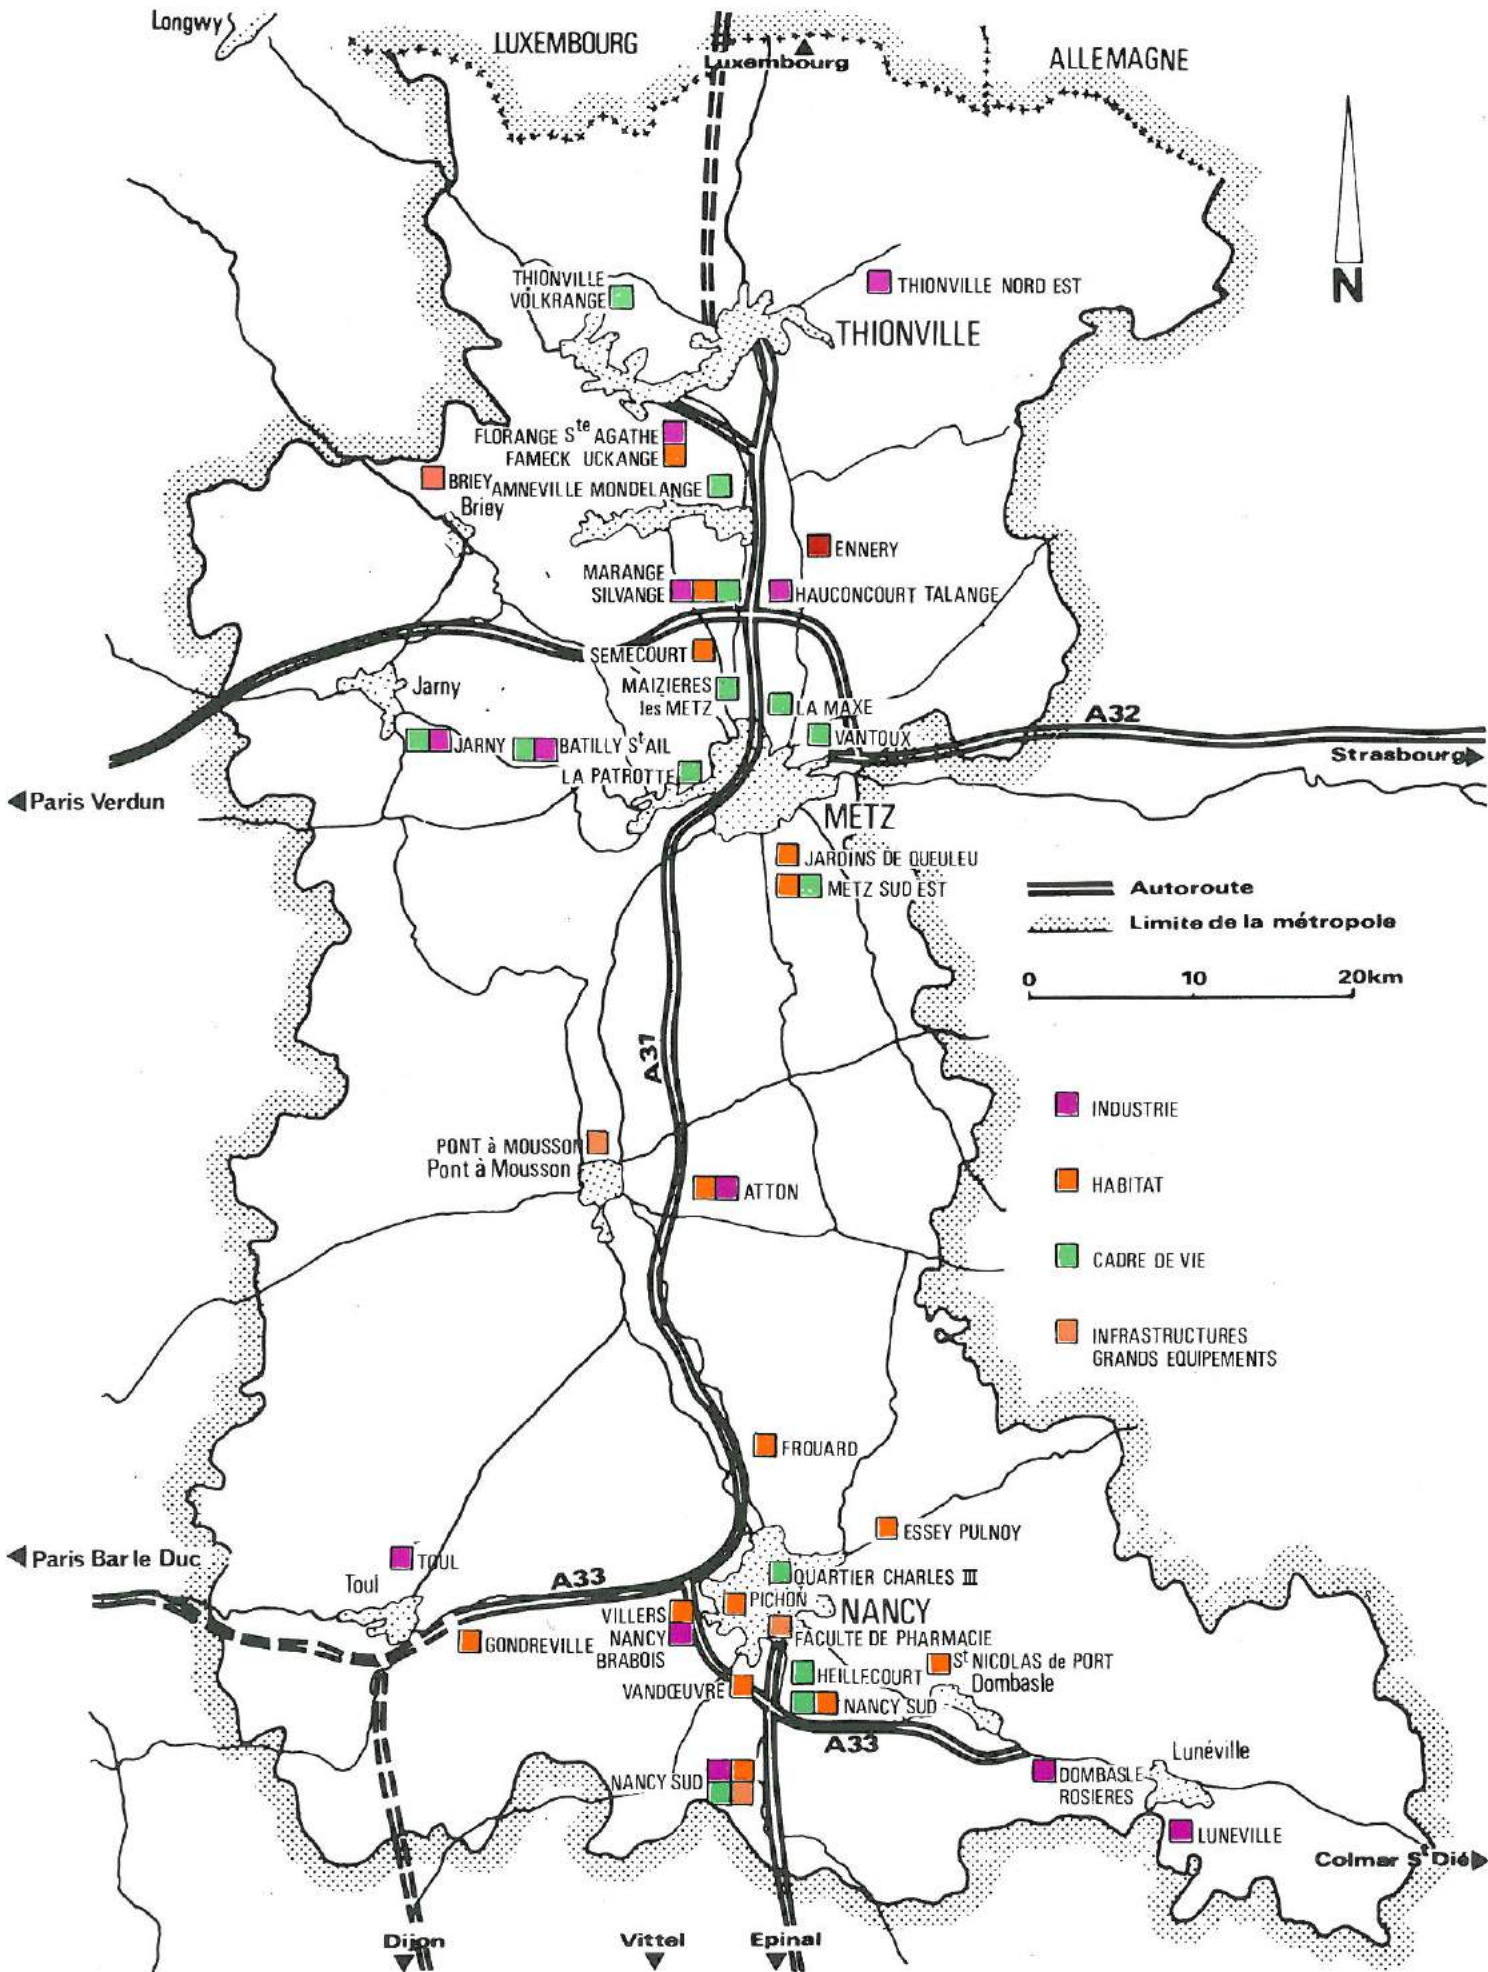 Longwy
LUXEMBOURG
Luxembourg
ALLEMAGNE
N
THIONVILLE
VOLKRANGE
THIONVILLE NORD EST
THIONVILLE
FLORANGE Ste AGATHE
FAMECK UCKANGE
BRIEY
AMNEVILLE MONDELANGE
Briey
ENNERY
MARANGE
SILVANGE
HAUCONCOURT TALANGE
SEMECOURT
Jarny
MAIZIERES
lès METZ
LA MAXE
A32
JARNY
BATILLY St AIL
VANTOUX
Strasbourg
LA PATROTTE
Paris Verdun
METZ
JARDINS DE QUEULEU
METZ SUD EST
Autoroute
Limite de la métropole
0 10 20km
A31
INDUSTRIE
PONT à MOUSSON
Pont à Mousson
ATTON
HABITAT
CADRE DE VIE
INFRASTRUCTURES
GRANDS EQUIPEMENTS
FROUARD
ESSEY PULNOY
Paris Bar le Duc
TOUL
Toul
A33
QUARTIER CHARLES III
PICHON
VILLERS
NANCY
GONDREVILLE
NANCY
BRABOIS
FACULTE DE PHARMACIE
HEILLECOURT
St NICOLAS de PORT
Dombasle
VANDŒUVRE
NANCY SUD
A33
Lunéville
NANCY SUD
DOMBASLE
ROSIERES
LUNEVILLE
Colmar St Dié
Dijon
Vittel
Epinal